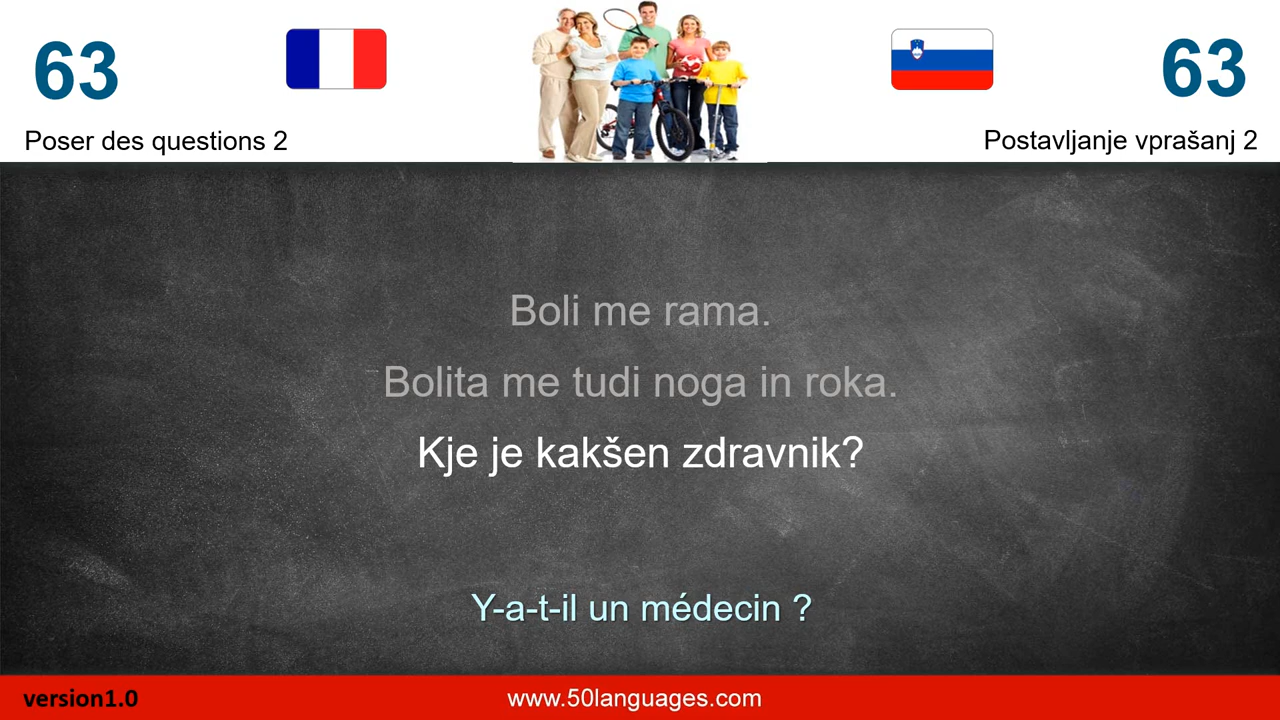 63
63
Poser des questions 2
Postavljanje vprašanj 2
Boli me rama.
Bolita me tudi noga in roka.
Kje je kakšen zdravnik?
Y-a-t-il un médecin ?
version1.0
www.50languages.com